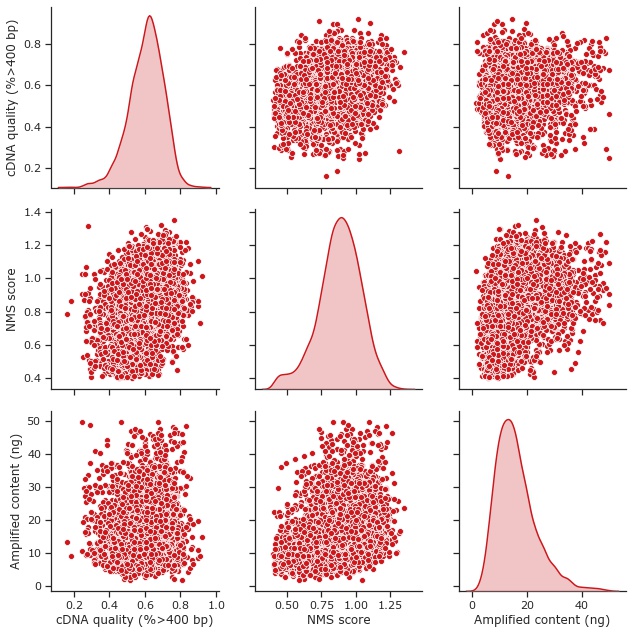 cDNA quality (%>400 bp)
0.8
0.6
0.4
0.2
NMS score
1.4
1.2
1.0
0.8
0.6
0.4
Amplified content (ng)
50
40
30
20
10
0
0.2 0.4 0.6 0.8 1.0
0.50 0.75 1.00 1.25
0 20 40
cDNA quality (%>400 bp)
NMS score
Amplified content (ng)